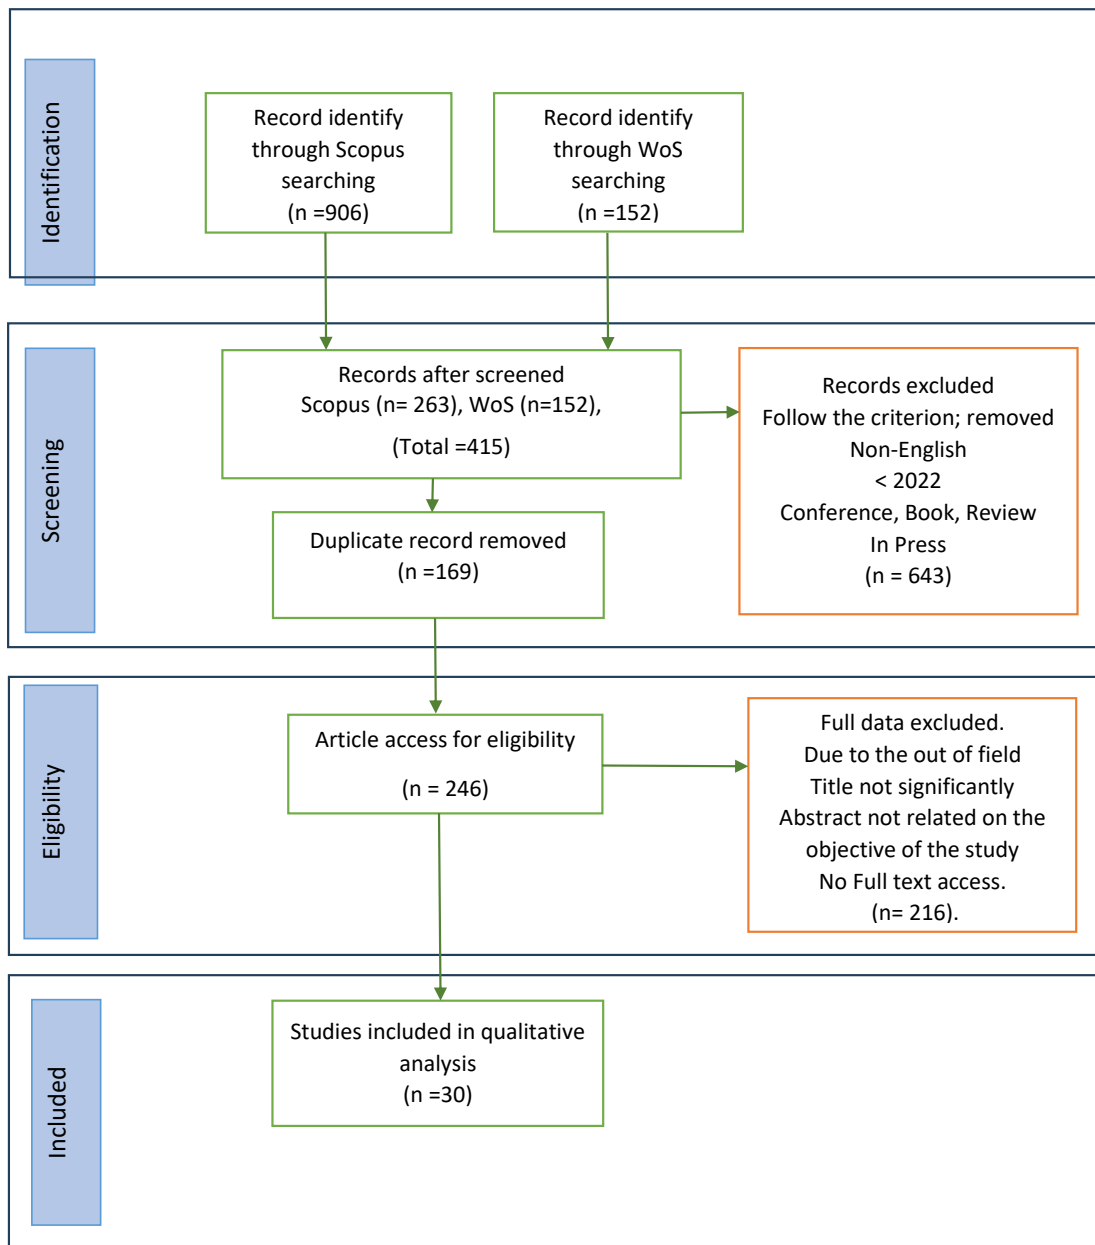 Identification
Record identify
through Scopus
searching
(n =906)
Record identify
through WoS
searching
(n =152)
Screening
Records after screened
Scopus (n= 263), WoS (n=152),
(Total =415)
Records excluded
Follow the criterion; removed
Non-English
< 2022
Conference, Book, Review
In Press
(n = 643)
Duplicate record removed
(n =169)
Eligibility
Article access for eligibility
(n = 246)
Full data excluded.
Due to the out of field
Title not significantly
Abstract not related on the
objective of the study
No Full text access.
(n= 216).
Included
Studies included in qualitative
analysis
(n =30)